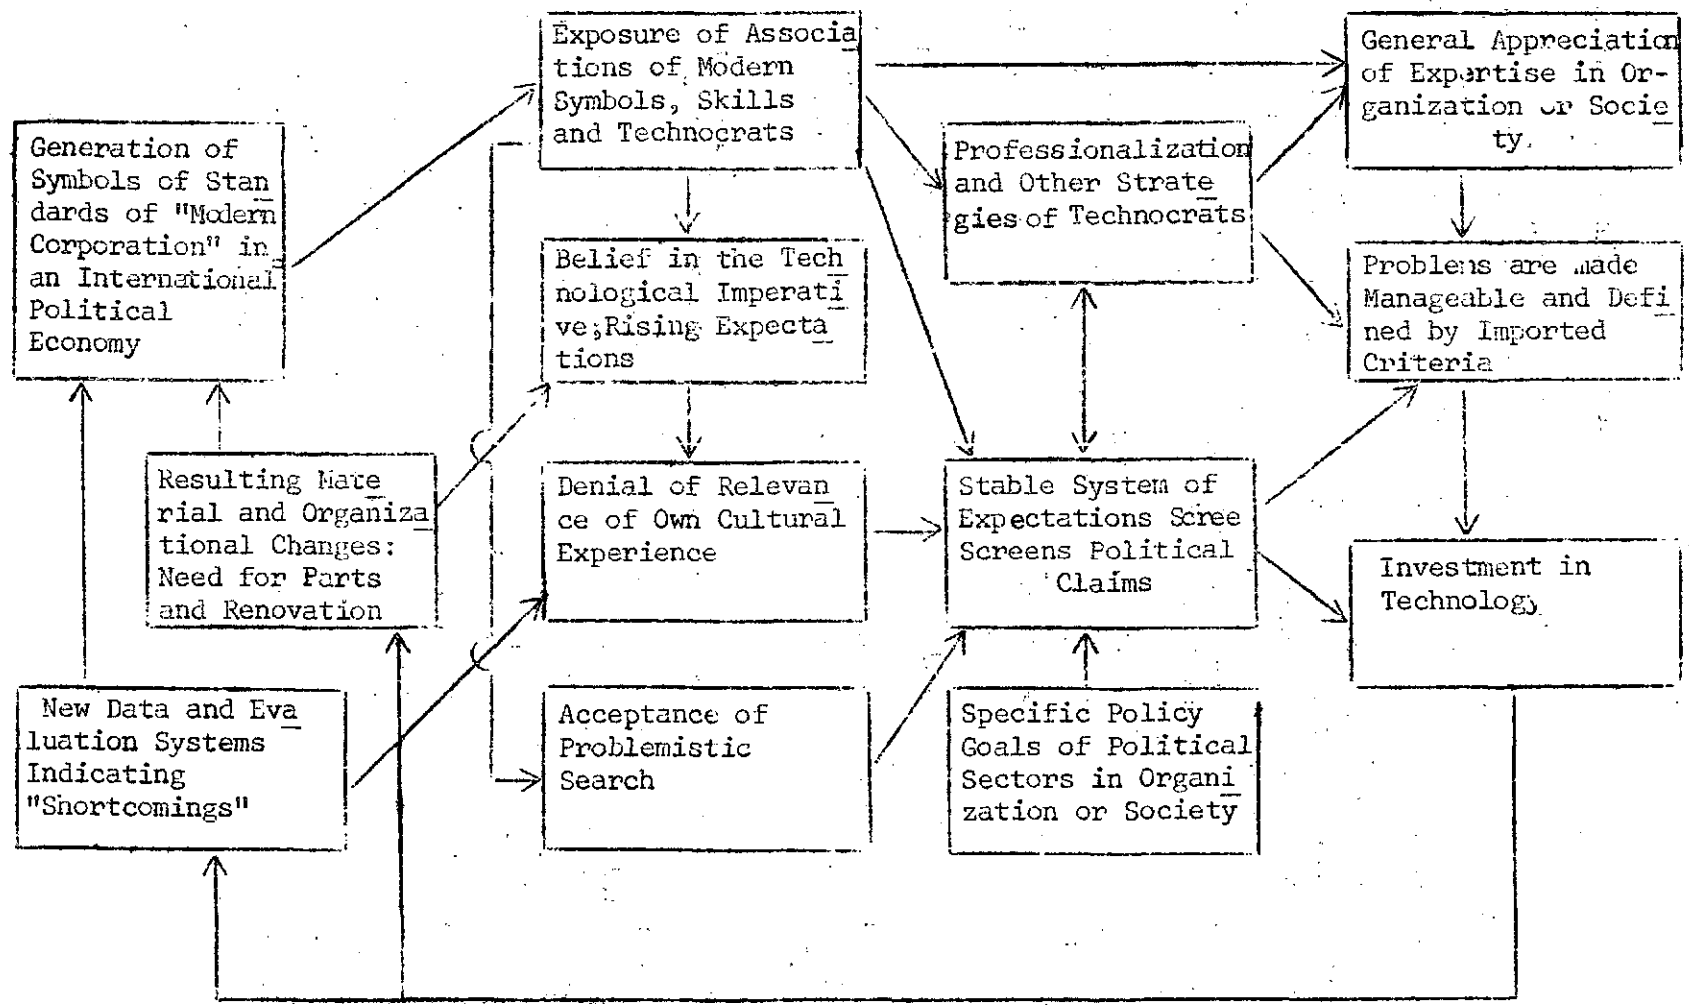 Exposure of Associa
tions of Modern
Symbols, Skills
and Technocrats
General Appreciation
of Expertise in Or-
ganization or Socie
ty.
Generation of
Symbols of Stan
dards of "Modern
Corporation" in
an International
Political
Economy
Professionalization
and Other Strate
gies of Technocrats
Belief in the Tech
nological Imperati
ve;Rising Expecta
tions
Problems are made
Manageable and Defi
ned by Imported
Criteria
Resulting Mate
rial and Organiza
tional Changes:
Need for Parts
and Renovation
Denial of Relevan
ce of Own Cultural
Experience
Stable System of
Expectations Scree
Screens Political
Claims
Investment in
Technology
New Data and Eva
luation Systems
Indicating
"Shortcomings"
Acceptance of
Problemistic
Search
Specific Policy
Goals of Political
Sectors in Organi
zation or Society